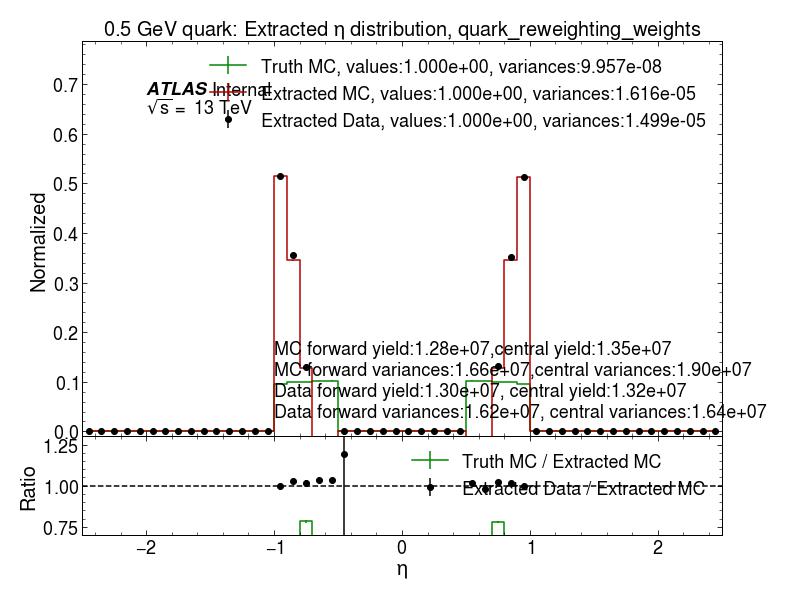 0.5 GeV quark: Extracted η distribution, quark_reweighting_weights
Truth MC, values:1.000e+00, variances:9.957e-08
ATLAS Internal
Extracted MC, values:1.000e+00, variances:1.616e-05
√s = 13 TeV
Extracted Data, values:1.000e+00, variances:1.499e-05
0.7
0.6
0.5
0.4
0.3
0.2
0.1
0.0
Normalized
MC forward yield:1.28e+07,central yield:1.35e+07
MC forward variances:1.66e+07,central variances:1.90e+07
Data forward yield:1.30e+07, central yield:1.32e+07
Data forward variances:1.62e+07, central variances:1.64e+07
1.25
1.00
0.75
Ratio
Truth MC / Extracted MC
Extracted Data / Extracted MC
−2 −1 0 1 2
η